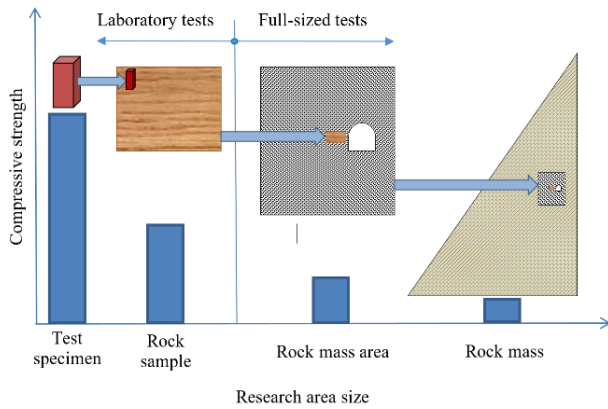 Laboratory tests
Full-sized tests
Compressive strength
Test
specimen
Rock
sample
Rock mass area
Rock mass
Research area size